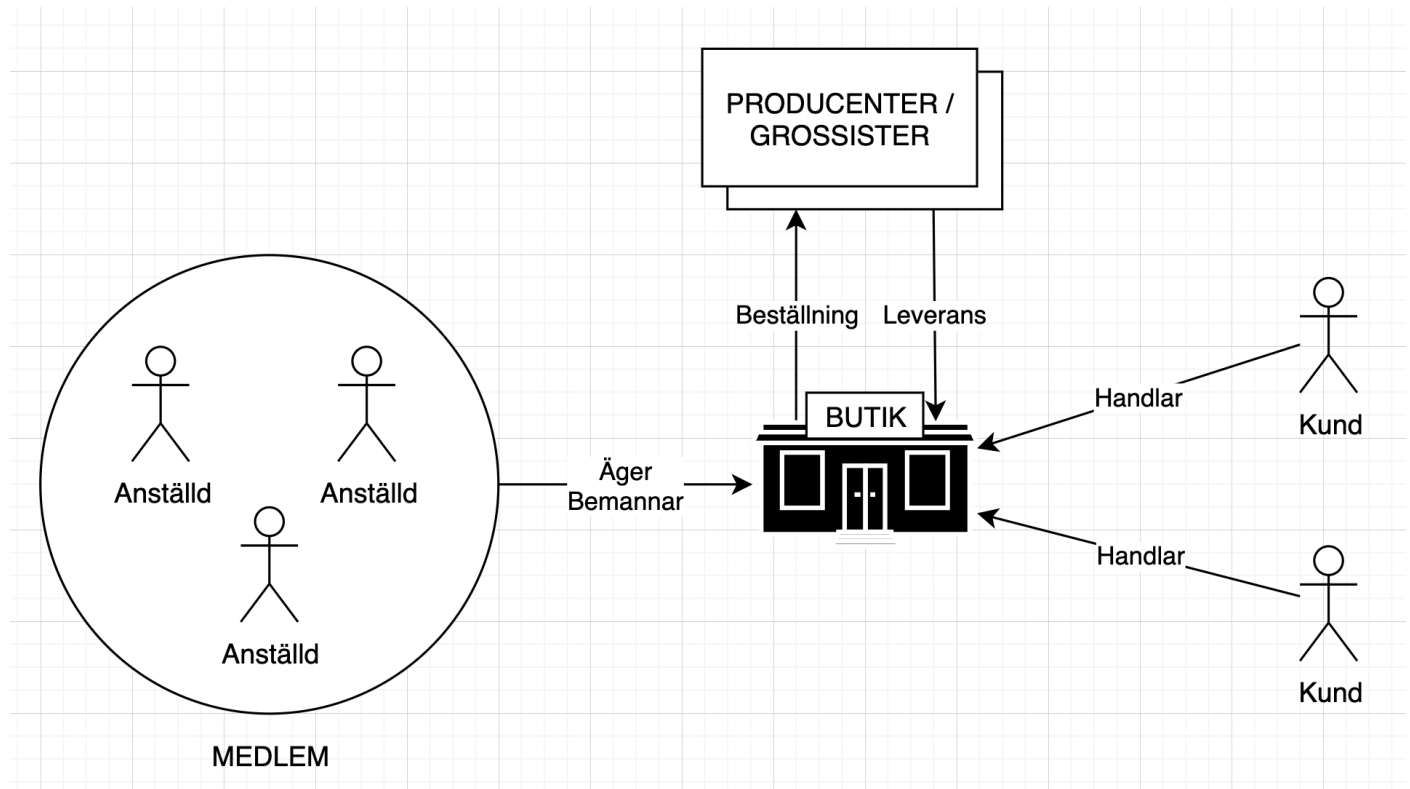 PRODUCENTER /
GROSSISTER
Beställning
Leverans
BUTIK
Handlar
Kund
Anställd
Anställd
Äger
Bemannar
Handlar
Anställd
Kund
MEDLEM